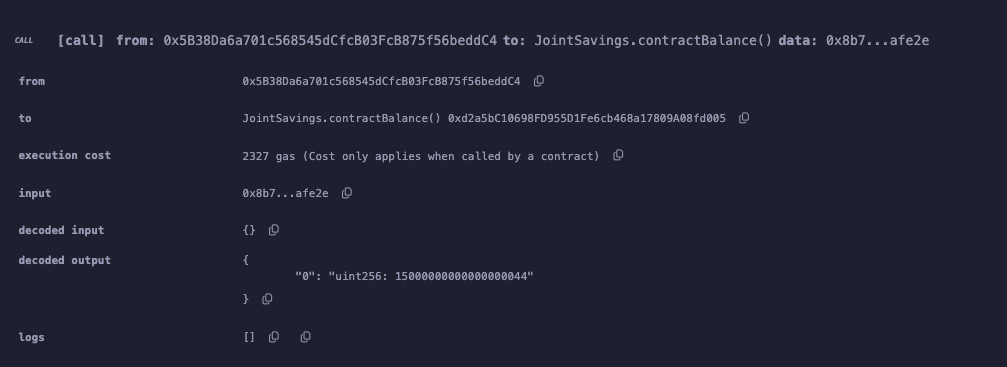 CALL [call] from: 0x5B38Da6a701c568545dCfcB03FcB875f56beddC4 to: JointSavings.contractBalance() data: 0x8b7...afe2e
from 0x5B38Da6a701c568545dCfcB03FcB875f56beddC4
to JointSavings.contractBalance() 0xd2a5bC10698FD955D1Fe6cb468a17809A08fd005
execution cost 2327 gas (Cost only applies when called by a contract)
input 0x8b7...afe2e
decoded input {}
decoded output {
"0": "uint256: 15000000000000000044"
}
logs []